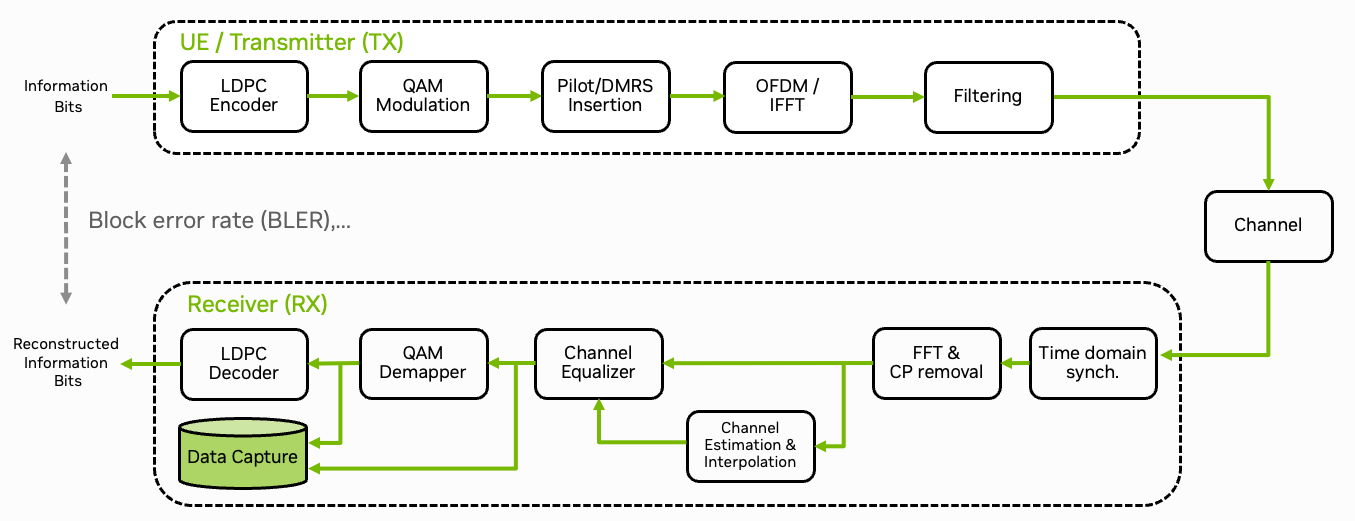 UE / Transmitter (TX)
Information
Bits
LDPC
Encoder
QAM
Modulation
Pilot/DMRS
Insertion
OFDM /
IFFT
Filtering
Channel
Block error rate (BLER),...
Receiver (RX)
Reconstructed
Information
Bits
LDPC
Decoder
QAM
Demapper
Channel
Equalizer
FFT &
CP removal
Time domain
synch.
Channel
Estimation &
Interpolation
Data Capture